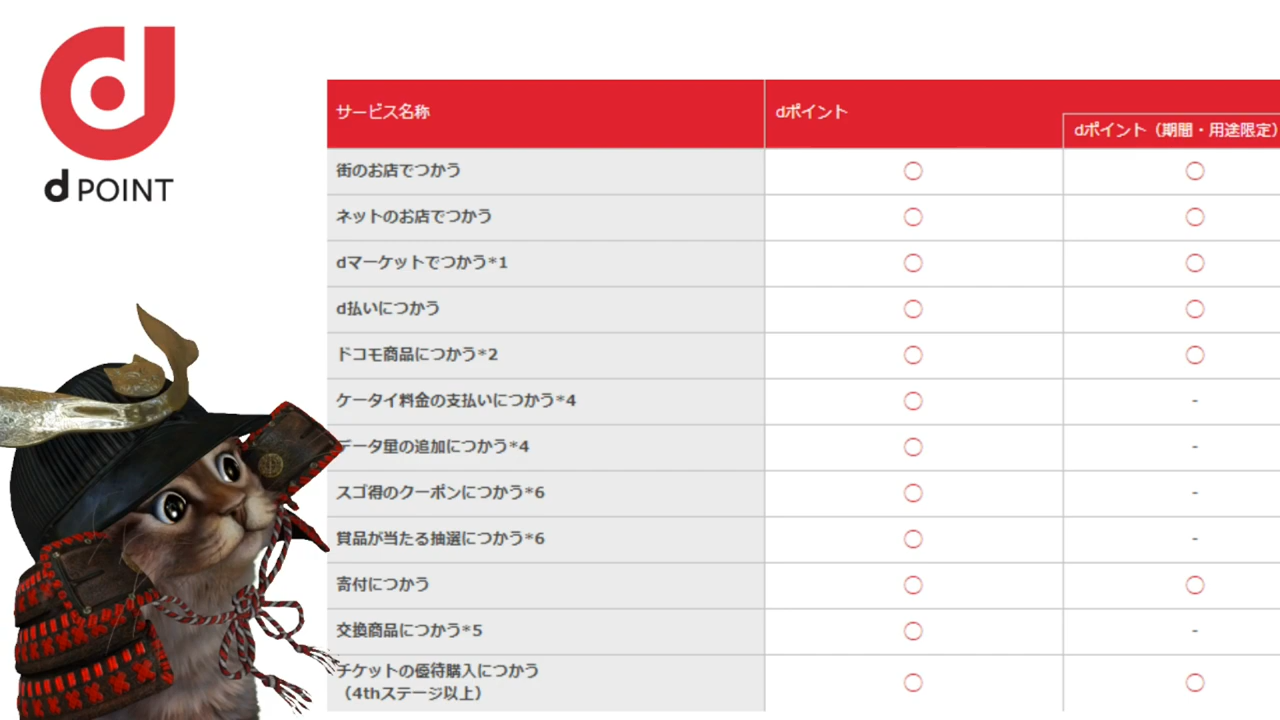 d POINT
サービス名称 dポイント
dポイント（期間・用途限定）
街のお店でつかう ○ ○
ネットのお店でつかう ○ ○
dマーケットでつかう*1 ○ ○
d払いにつかう ○ ○
ドコモ商品につかう*2 ○ ○
ケータイ料金の支払いにつかう*4 ○ -
データ量の追加につかう*4 ○ -
スゴ得のクーポンにつかう*6 ○ -
賞品が当たる抽選につかう*6 ○ -
寄付につかう ○ ○
交換商品につかう*5 ○ -
チケットの優待購入につかう
（4thステージ以上） ○ ○